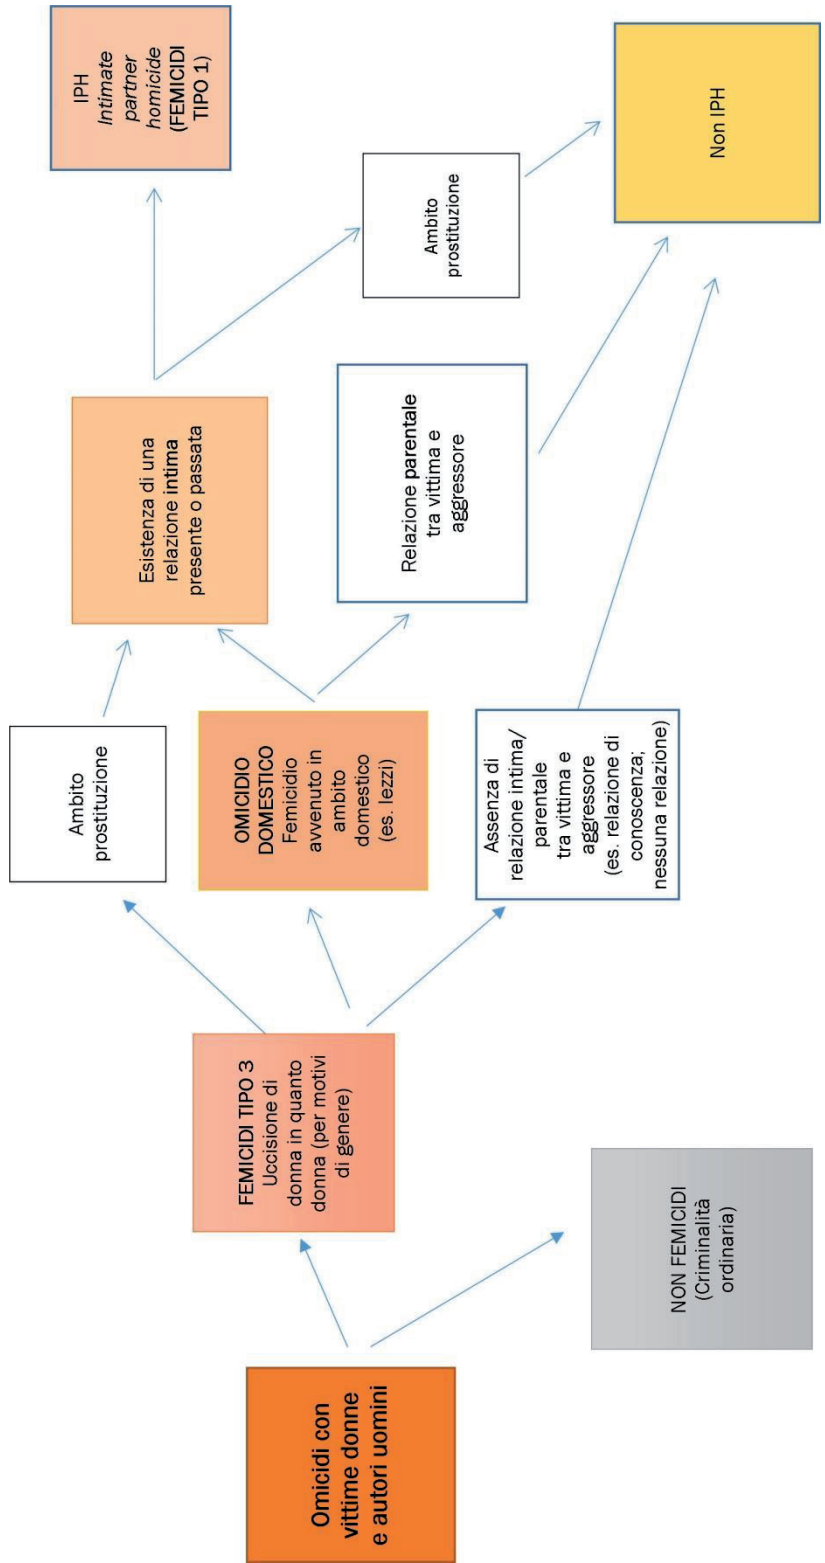 Omicidi con
vittime donne
e autori uomini
FEMICIDI TIPO 3
Uccisione di
donna in quanto
donna (per motivi
di genere)
NON FEMICIDI
(Criminalità
ordinaria)
Ambito
prostituzione
OMICIDIO
DOMESTICO
Femicidio
avvenuto in
ambito
domestico
(es. Iezzi)
Assenza di
relazione intima/
parentale
tra vittima e
aggressore
(es. relazione di
conoscenza;
nessuna relazione)
Esistenza di una
relazione intima
presente o passata
Relazione parentale
tra vittima e
aggressore
Ambito
prostituzione
IPH
Intimate
partner
homicide
(FEMICIDI
TIPO 1)
Non IPH